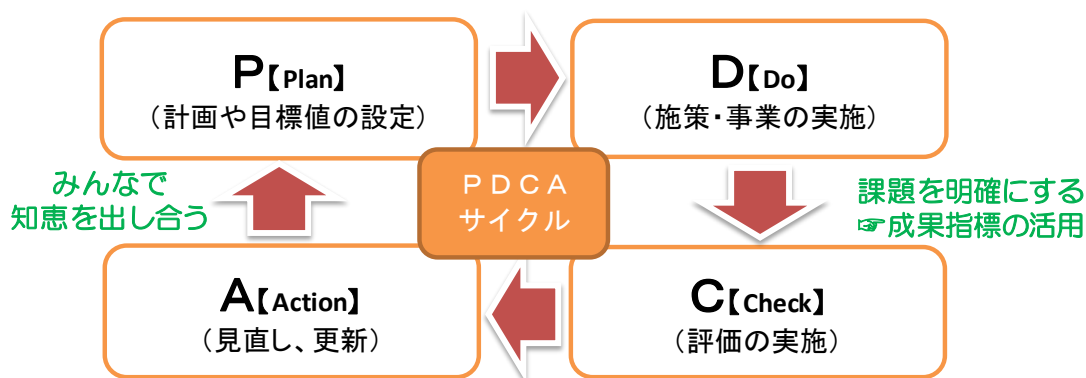 P【Plan】
（計画や目標値の設定）
D【Do】
（施策・事業の実施）
みんなで
知恵を出し合う
PDCA
サイクル
課題を明確にする
☞成果指標の活用
A【Action】
（見直し、更新）
C【Check】
（評価の実施）